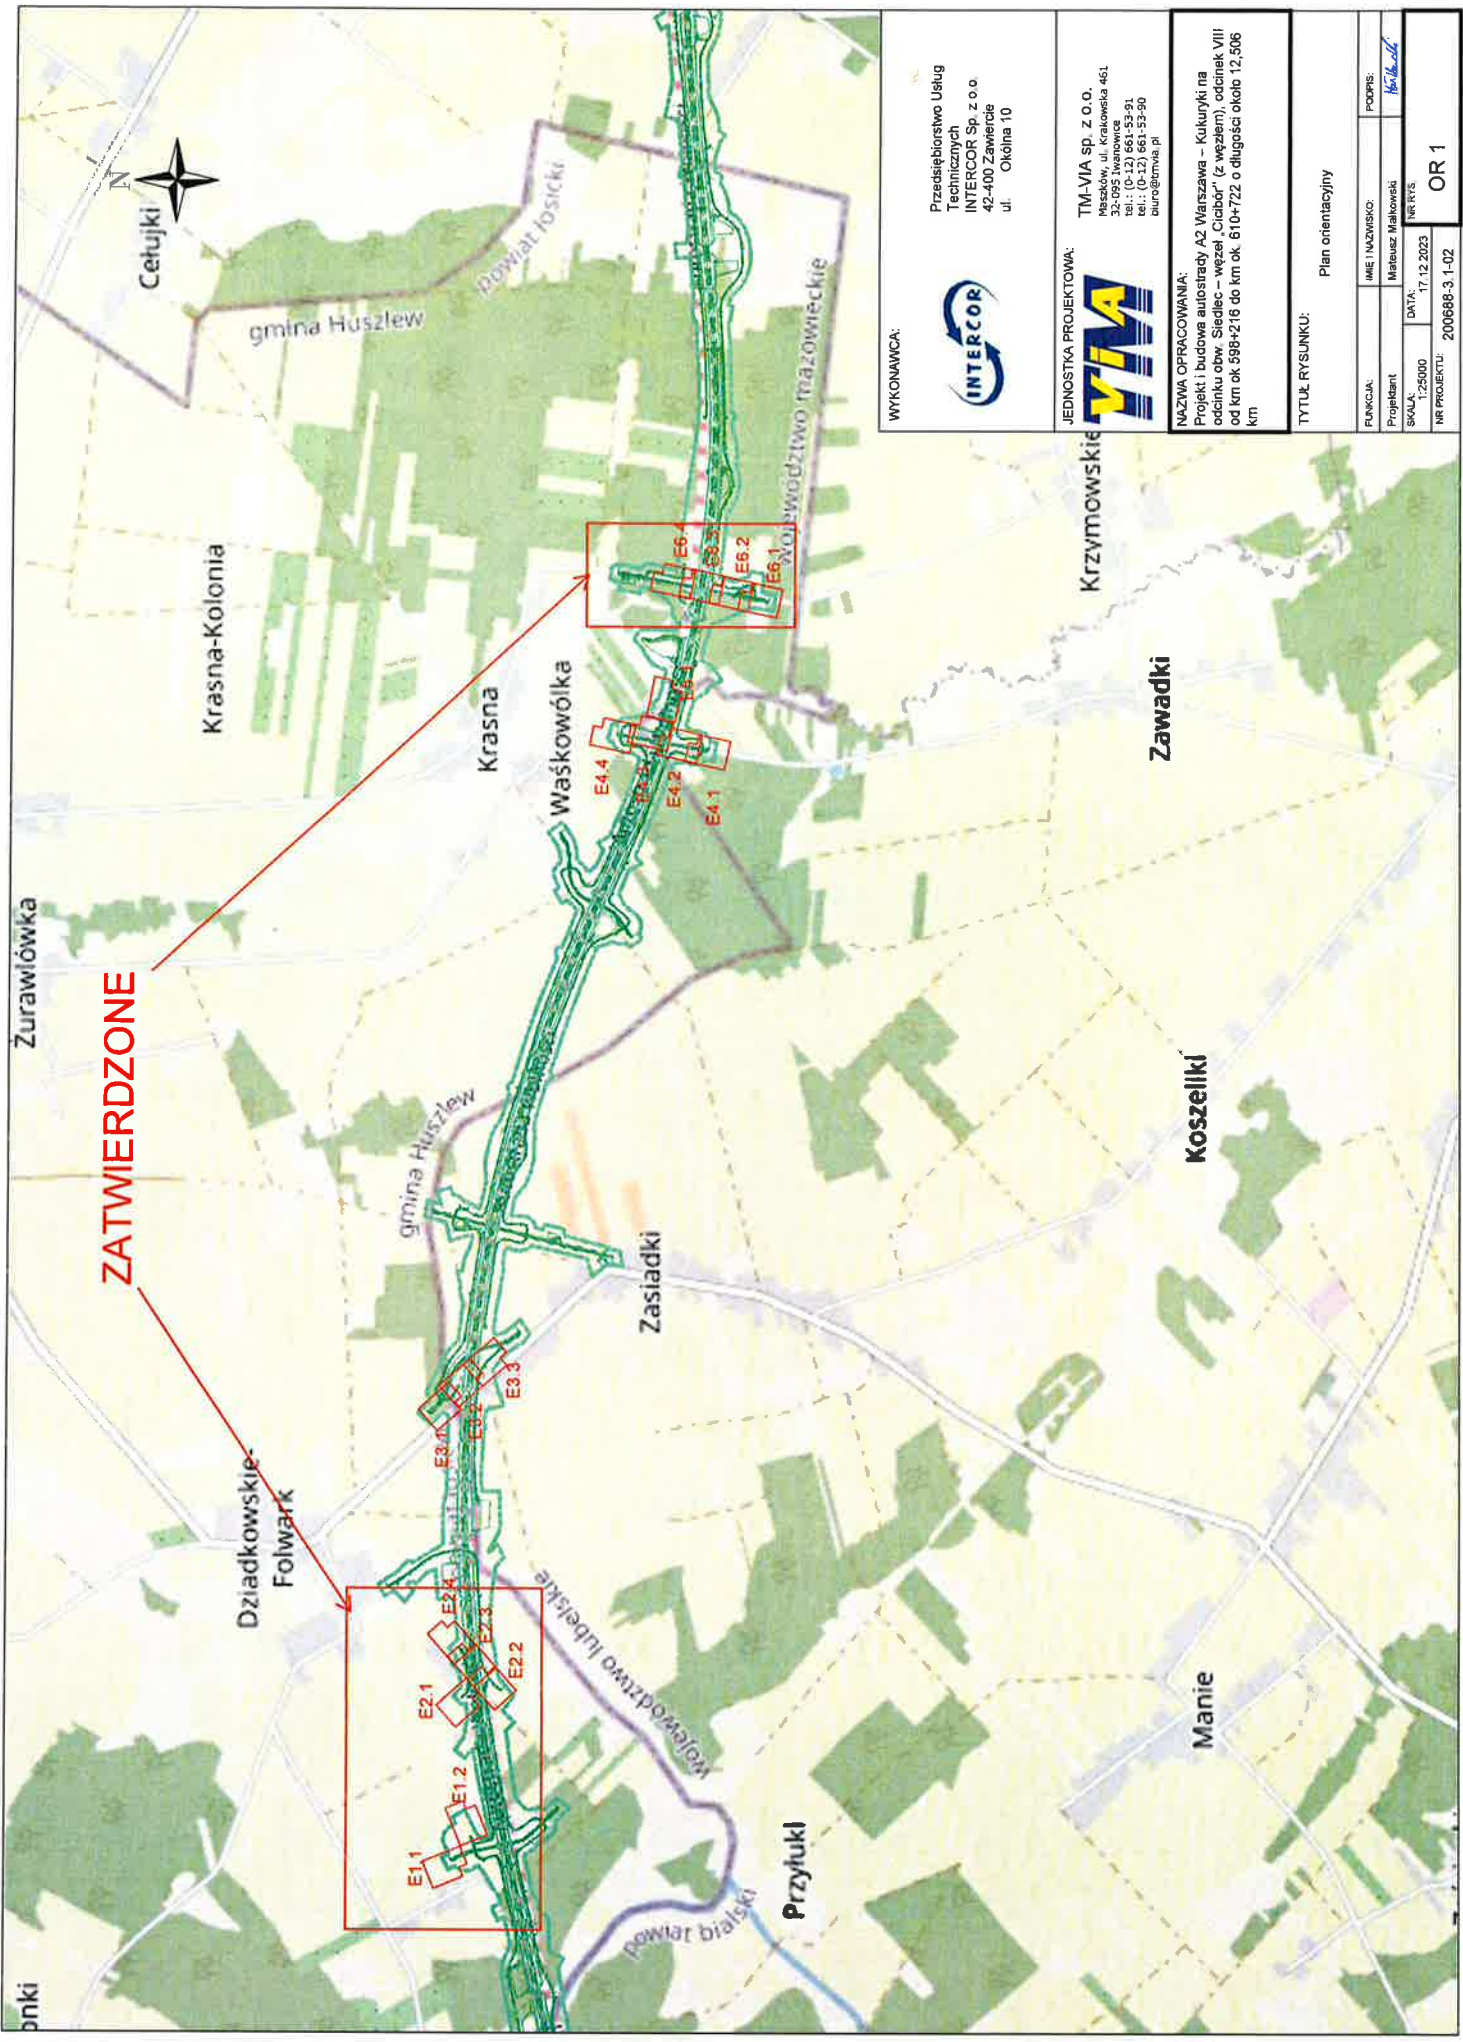 Żurawlówka
Cełujki
N
ZATWIERDZONE
Krasna-Kolonia
gmina Huszlew
powiat łosicki
Dziadkowskie-
Folwark
Krasna
Waśkowólka
gmina Huszlew
onki
E1.1
E1.2
E2.1
E2.4
E2.3
E2.2
E3.1
E3.2
E3.3
E4.4
E4.3
E4.2
E4.1
E6.4
E6.2
E6.1
województwo mazowieckie
województwo lubelskie
powiat bialski
Zasiadki
Przyłuki
Manie
Koszeliki
Zawadki
Krzymowskie
WYKONAWCA:
INTERCOR
Przedsiębiorstwo Usług
Technicznych
INTERCOR Sp. z o.o.
42-400 Zawiercie
ul. Okólna 10
JEDNOSTKA PROJEKTOWA:
ViA
TM-VIA sp. z o.o.
Maszków, ul. Krakowska 461
32-095 Iwanowice
tel.: (0-12) 661-53-91
tel.: (0-12) 661-53-90
biuro@tmvia.pl
NAZWA OPRACOWANIA:
Projekt i budowa autostrady A2 Warszawa – Kukuryki na
odcinku obw. Siedlec – węzeł „Cicibór” (z węzłem), odcinek VIII
od km ok 598+216 do km ok. 610+722 o długości około 12,506
km
TYTUŁ RYSUNKU:
Plan orientacyjny
FUNKCJA: IMIĘ I NAZWISKO: PODPIS:
Projektant Mateusz Małkowski
SKALA: 1:25000 DATA: 17.12.2023 NR RYS.
NR PROJEKTU: 200688-3.1-02 OR 1